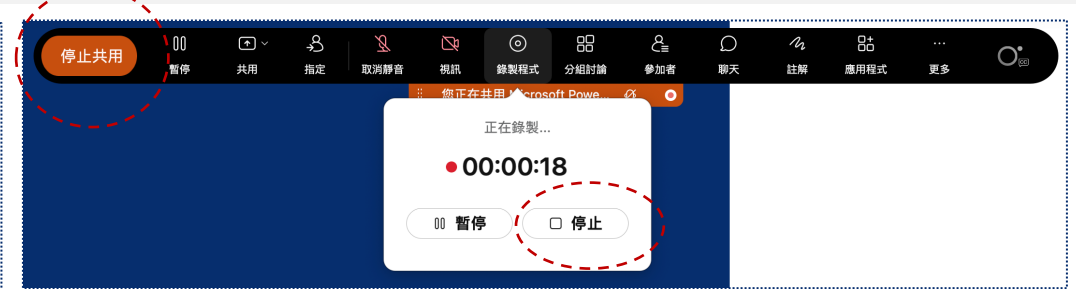 停止共用
暫停
共用
指定
取消靜音
視訊
錄製程式
分組討論
參加者
聊天
註解
應用程式
更多
您正在共用 Microsoft Powe...
正在錄製...
00:00:18
暫停
停止